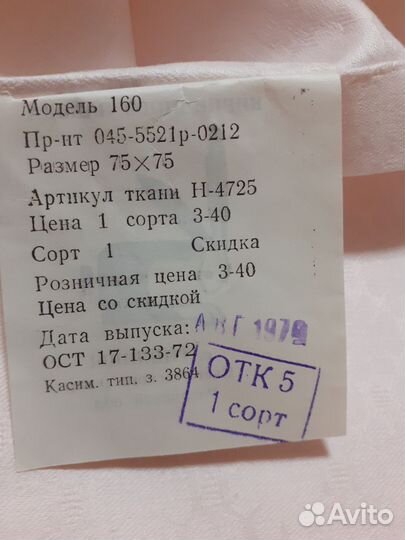 Модель 160
Пр-нт 045-5521р-0212
Размер 75×75
Артикул ткани Н-4725
Цена 1 сорта 3-40
Сорт 1 Скидка
Розничная цена 3-40
Цена со скидкой
Дата выпуска: АВГ 1979
ОСТ 17-133-72
Касим. тип. з. 3864
ОТК 5
1 сорт
Avito